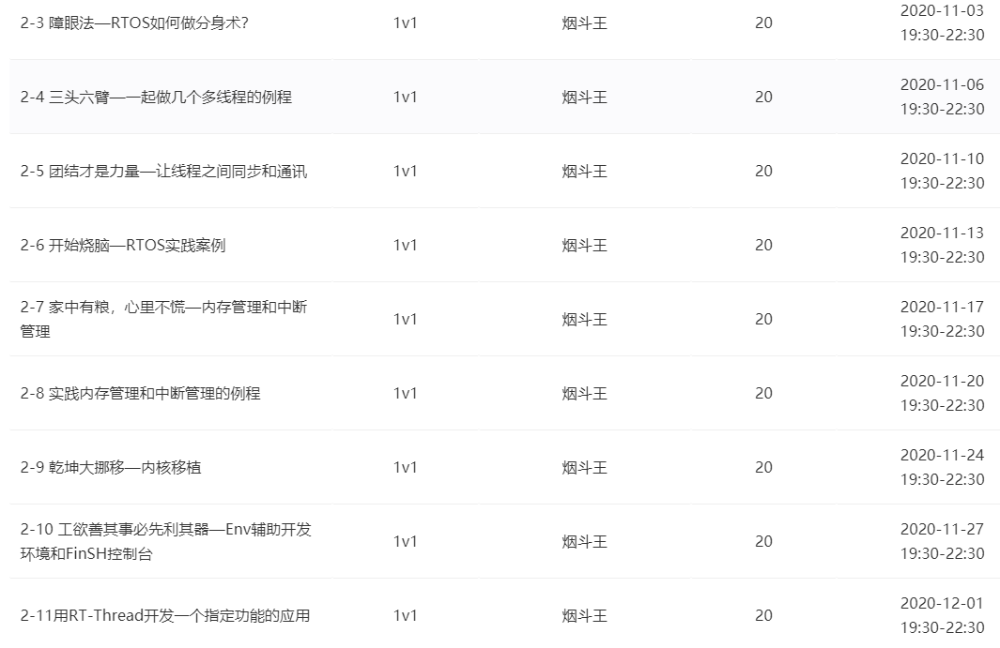 2-3 障眼法—RTOS如何做分身术？ 1v1 烟斗王 20 2020-11-03
19:30-22:30
2-4 三头六臂—一起做几个多线程的例程 1v1 烟斗王 20 2020-11-06
19:30-22:30
2-5 团结才是力量—让线程之间同步和通讯 1v1 烟斗王 20 2020-11-10
19:30-22:30
2-6 开始烧脑—RTOS实践案例 1v1 烟斗王 20 2020-11-13
19:30-22:30
2-7 家中有粮，心里不慌—内存管理和中断
管理 1v1 烟斗王 20 2020-11-17
19:30-22:30
2-8 实践内存管理和中断管理的例程 1v1 烟斗王 20 2020-11-20
19:30-22:30
2-9 乾坤大挪移—内核移植 1v1 烟斗王 20 2020-11-24
19:30-22:30
2-10 工欲善其事必先利其器—Env辅助开发
环境和FinSH控制台 1v1 烟斗王 20 2020-11-27
19:30-22:30
2-11用RT-Thread开发一个指定功能的应用 1v1 烟斗王 20 2020-12-01
19:30-22:30